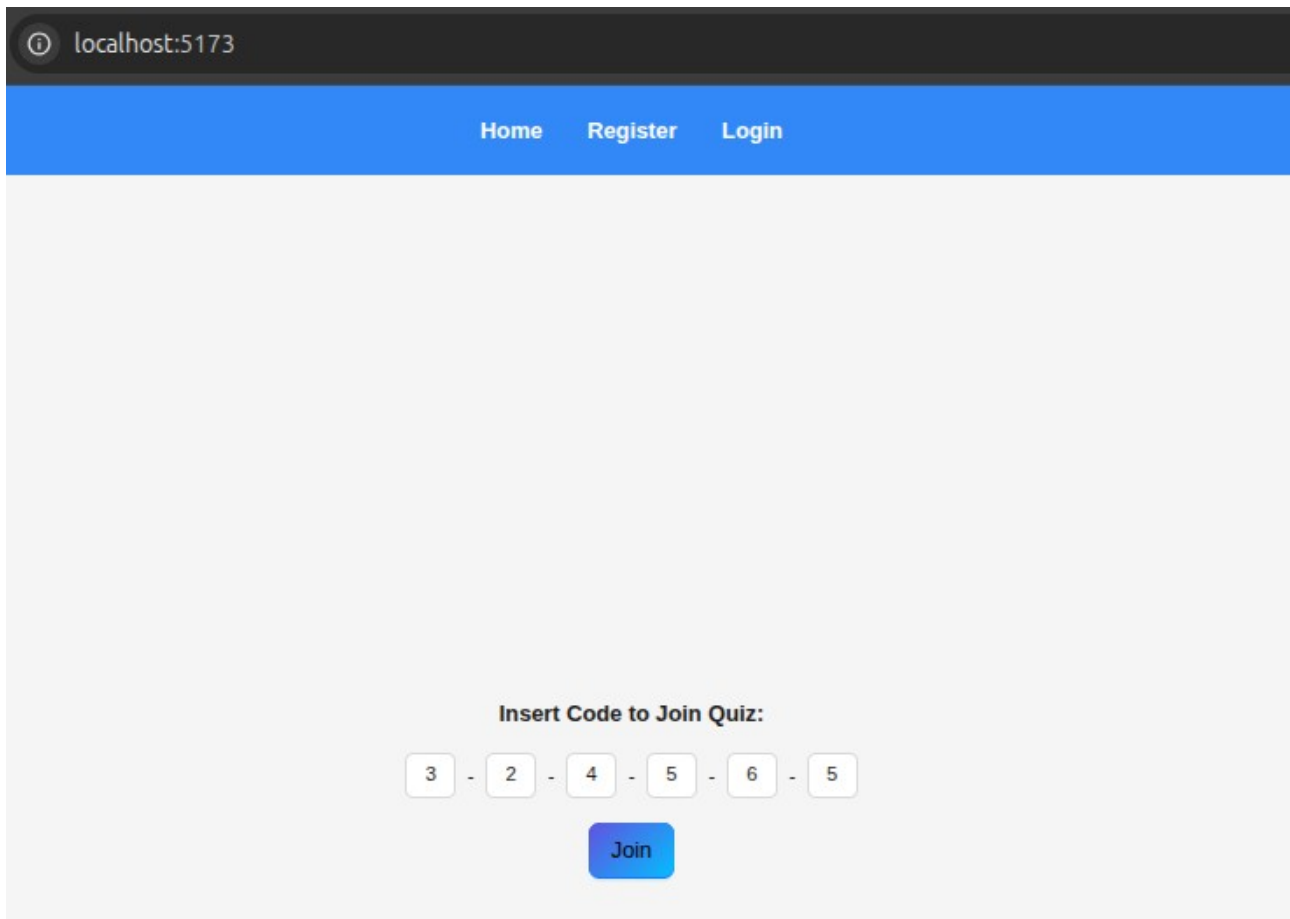 localhost:5173
Home Register Login
Insert Code to Join Quiz:
3 - 2 - 4 - 5 - 6 - 5
Join